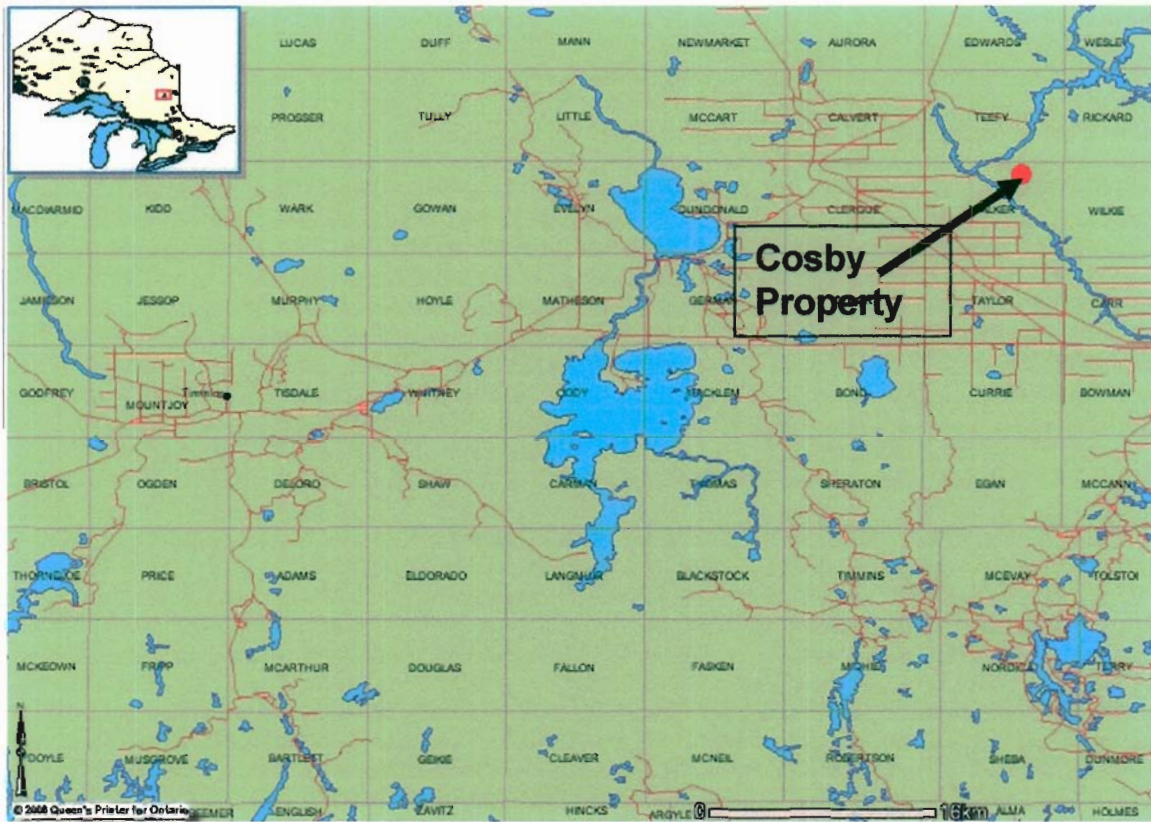 LUCAS DUFF MANN NEWMARKET AURORA EDWARDS WESLEY
PROSSER TULLY LITTLE MCCART CALVERT TEEFY RICKARD
MACDIARMID KIDD WARK GOWAN EVELYN DUNDONALD CLERGUE WALKER WILKIE
Cosby
Property
JAMIESON JESSOP MURPHY HOYLE MATHESON GERMAN TAYLOR CARR
GODFREY MOUNTJOY Timmins TISDALE WHITNEY CODY MACKLEM BOND CURRIE BOWMAN
BRISTOL OGDEN DELORO SHAW CARMAN THOMAS SHERATON EGAN MCCANN
THORNELOE PRICE ADAMS ELDORADO LANGMUIR BLACKSTOCK TIMMINS MCEVAY TOLSTOI
MCKEOWN FRIPP MCARTHUR DOUGLAS FALLON FASKEN MICHIE NORDICA TERRY
N
DOYLE MUSGROVE BARTLETT GEIKIE CLEAVER MCNEIL ROBERTSON SHEBA DUNMORE
© 2008 Queen's Printer for Ontario ENGLISH ZAVITZ HINCKS ARGYLE 0 16km ALMA HOLMES